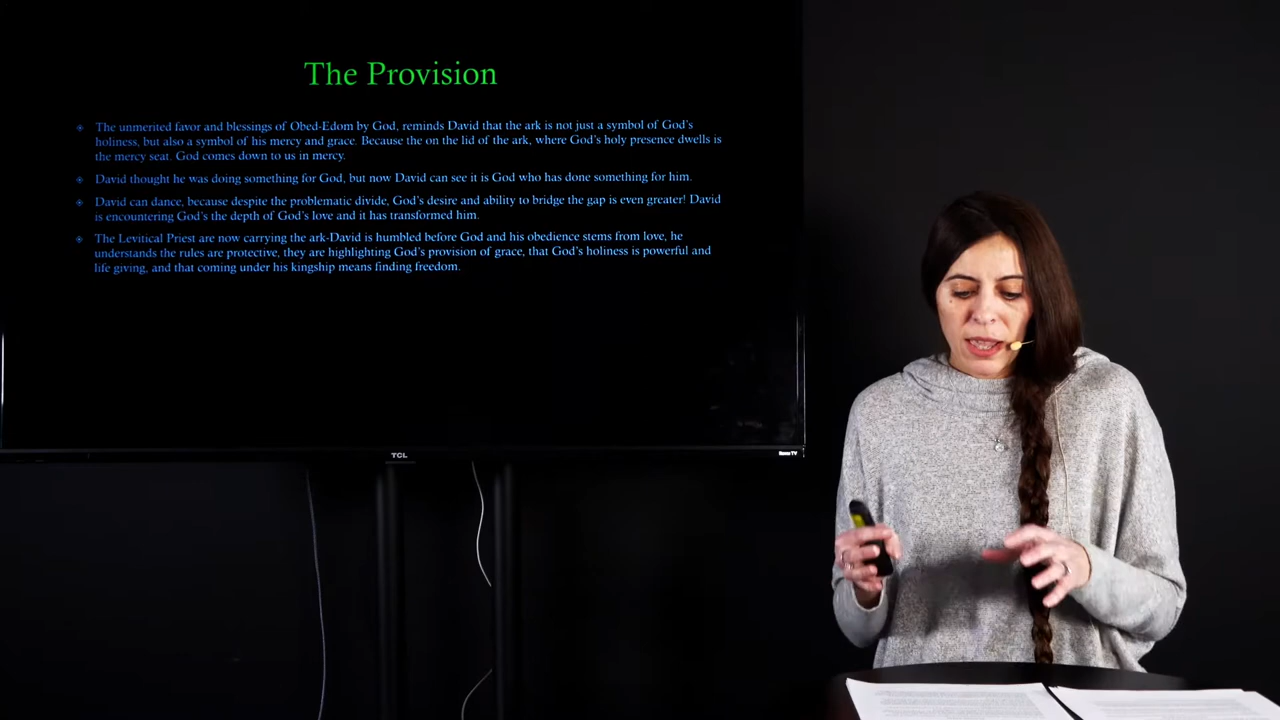 The Provision
The unmerited favor and blessings of Obed-Edom by God, reminds David that the ark is not just a symbol of God's
holiness, but also a symbol of his mercy and grace. Because the on the lid of the ark, where God's holy presence dwells is
the mercy seat. God comes down to us in mercy.
David thought he was doing something for God, but now David can see it is God who has done something for him.
David can dance, because despite the problematic divide, God's desire and ability to bridge the gap is even greater! David
is encountering God's the depth of God's love and it has transformed him.
The Levitical Priest are now carrying the ark-David is humbled before God and his obedience stems from love, he
understands the rules are protective, they are highlighting God's provision of grace, that God's holiness is powerful and
life giving, and that coming under his kingship means finding freedom.
TCL
Roku TV